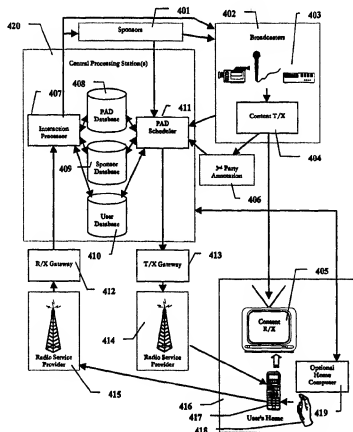 420
Sponsors
401
402
Broadcasters
403
Central Processing Station(s)
407
408
PAD
Database
411
Interaction
Processor
PAD
Scheduler
Content T/X
404
Sponsor
Database
409
3rd Party
Annotation
406
User
Database
410
R/X Gateway
T/X Gateway
413
412
405
Content
R/X
414
Radio Service
Provider
Radio Service
Provider
Optional
Home
Computer
415
416
User's Home
419
417
418